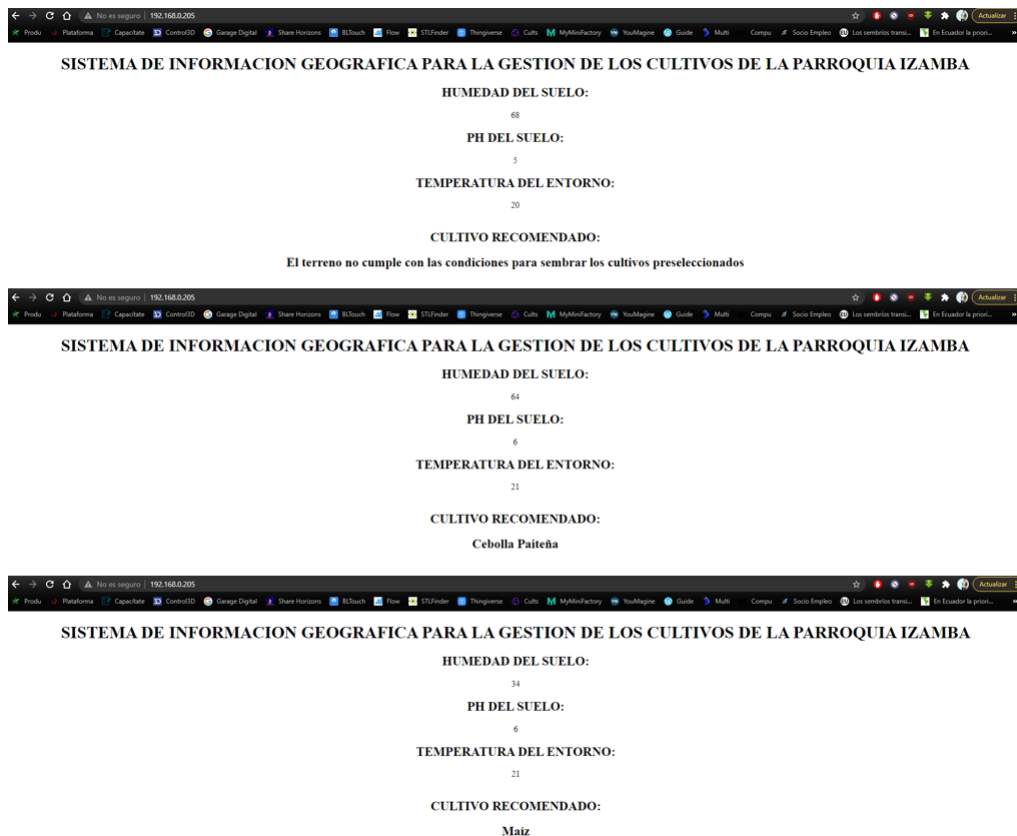 No es seguro | 192.168.0.205 Actualizar
Produ Plataforma Capacítate Control3D Garage Digital Share Horizons BLTouch Flow STLFinder Thingiverse Cults MyMiniFactory YouMagine Guide Multi Compu Socio Empleo Los sembríos transi... En Ecuador la priori... »
SISTEMA DE INFORMACION GEOGRAFICA PARA LA GESTION DE LOS CULTIVOS DE LA PARROQUIA IZAMBA
HUMEDAD DEL SUELO:
68
PH DEL SUELO:
5
TEMPERATURA DEL ENTORNO:
20
CULTIVO RECOMENDADO:
El terreno no cumple con las condiciones para sembrar los cultivos preseleccionados
No es seguro | 192.168.0.205 Actualizar
Produ Plataforma Capacítate Control3D Garage Digital Share Horizons BLTouch Flow STLFinder Thingiverse Cults MyMiniFactory YouMagine Guide Multi Compu Socio Empleo Los sembríos transi... En Ecuador la priori... »
SISTEMA DE INFORMACION GEOGRAFICA PARA LA GESTION DE LOS CULTIVOS DE LA PARROQUIA IZAMBA
HUMEDAD DEL SUELO:
64
PH DEL SUELO:
6
TEMPERATURA DEL ENTORNO:
21
CULTIVO RECOMENDADO:
Cebolla Paiteña
No es seguro | 192.168.0.205 Actualizar
Produ Plataforma Capacítate Control3D Garage Digital Share Horizons BLTouch Flow STLFinder Thingiverse Cults MyMiniFactory YouMagine Guide Multi Compu Socio Empleo Los sembríos transi... En Ecuador la priori... »
SISTEMA DE INFORMACION GEOGRAFICA PARA LA GESTION DE LOS CULTIVOS DE LA PARROQUIA IZAMBA
HUMEDAD DEL SUELO:
34
PH DEL SUELO:
6
TEMPERATURA DEL ENTORNO:
21
CULTIVO RECOMENDADO:
Maíz